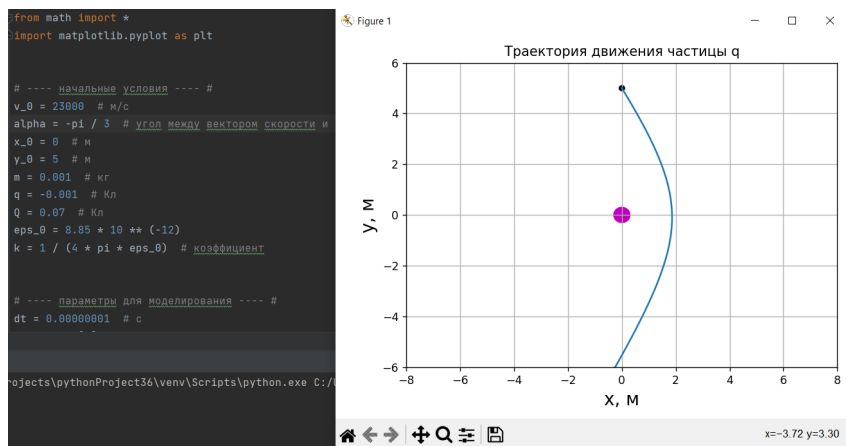 from math import *
import matplotlib.pyplot as plt
# ---- начальные условия ---- #
v_0 = 23000  # м/с
alpha = -pi / 3  # угол между вектором скорости и
x_0 = 0  # м
y_0 = 5  # м
m = 0.001  # кг
q = -0.001  # Кл
Q = 0.07  # Кл
eps_0 = 8.85 * 10 ** (-12)
k = 1 / (4 * pi * eps_0)  # коэффициент
# ---- параметры для моделирования ---- #
dt = 0.00000001  # с
rojects\pythonProject36\venv\Scripts\python.exe C:/
Figure 1
Траектория движения частицы q
6
4
2
0
−2
−4
−6
y, м
−8 −6 −4 −2 0 2 4 6 8
x, м
x=−3.72 y=3.30